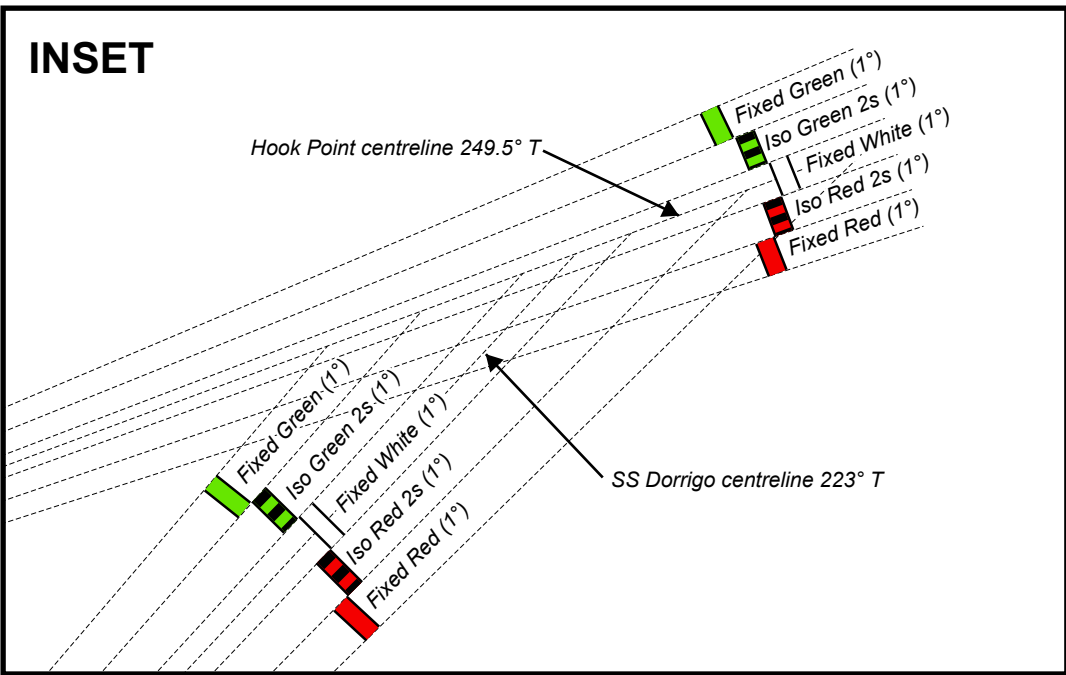 INSET
Fixed Green (1°)
Iso Green 2s (1°)
Hook Point centreline 249.5° T
Fixed White (1°)
Iso Red 2s (1°)
Fixed Red (1°)
Fixed Green (1°)
Iso Green 2s (1°)
Fixed White (1°)
SS Dorrigo centreline 223° T
Iso Red 2s (1°)
Fixed Red (1°)